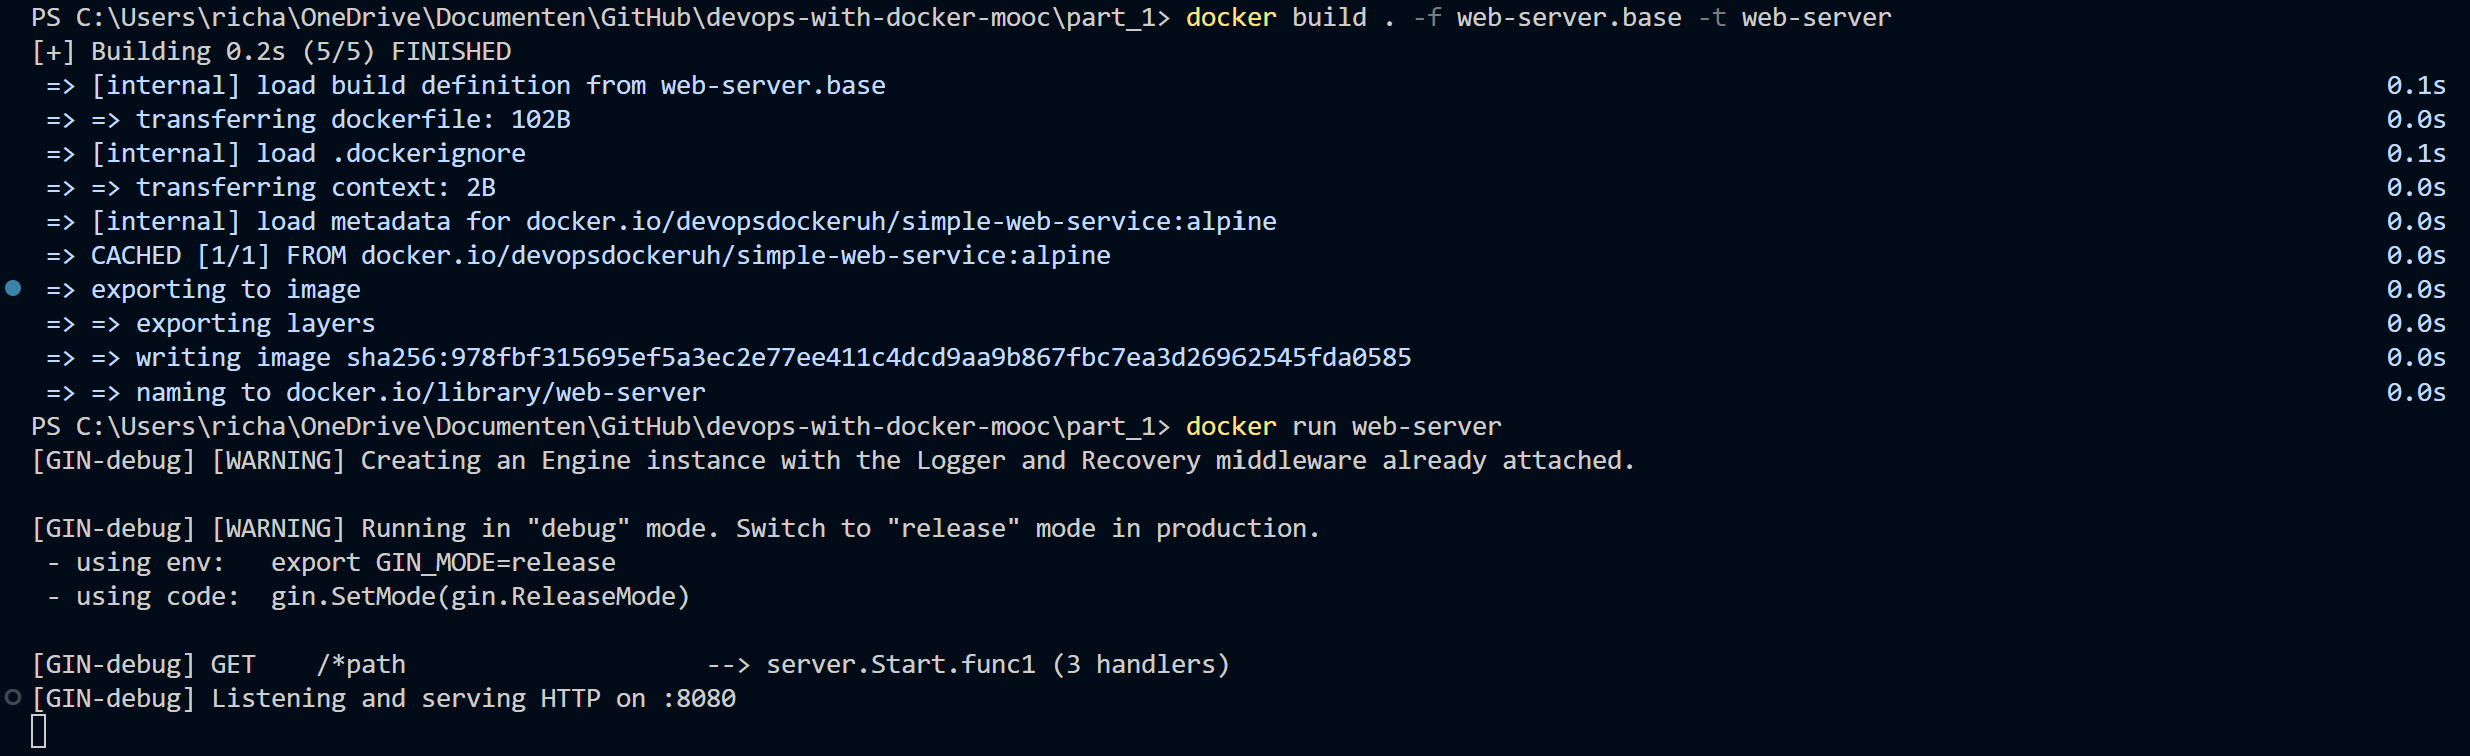 PS C:\Users\richa\OneDrive\Documenten\GitHub\devops-with-docker-mooc\part_1> docker build . -f web-server.base -t web-server
[+] Building 0.2s (5/5) FINISHED
=> [internal] load build definition from web-server.base 0.1s
=> => transferring dockerfile: 102B 0.0s
=> [internal] load .dockerignore 0.1s
=> => transferring context: 2B 0.0s
=> [internal] load metadata for docker.io/devopsdockeruh/simple-web-service:alpine 0.0s
=> CACHED [1/1] FROM docker.io/devopsdockeruh/simple-web-service:alpine 0.0s
=> exporting to image 0.0s
=> => exporting layers 0.0s
=> => writing image sha256:978fbf315695ef5a3ec2e77ee411c4dcd9aa9b867fbc7ea3d26962545fda0585 0.0s
=> => naming to docker.io/library/web-server 0.0s
PS C:\Users\richa\OneDrive\Documenten\GitHub\devops-with-docker-mooc\part_1> docker run web-server
[GIN-debug] [WARNING] Creating an Engine instance with the Logger and Recovery middleware already attached.
[GIN-debug] [WARNING] Running in "debug" mode. Switch to "release" mode in production.
- using env:   export GIN_MODE=release
- using code:  gin.SetMode(gin.ReleaseMode)
[GIN-debug] GET    /*path                    --> server.Start.func1 (3 handlers)
[GIN-debug] Listening and serving HTTP on :8080